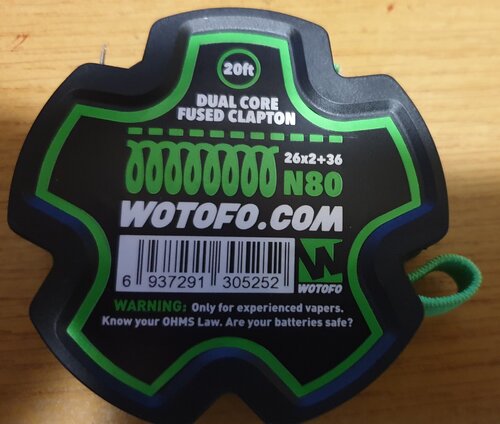 20ft
DUAL CORE
FUSED CLAPTON
26x2+36
N80
WOTOFO.COM
6 937291 305252
WOTOFO
WARNING: Only for experienced vapers.
Know your OHMS Law. Are your batteries safe?